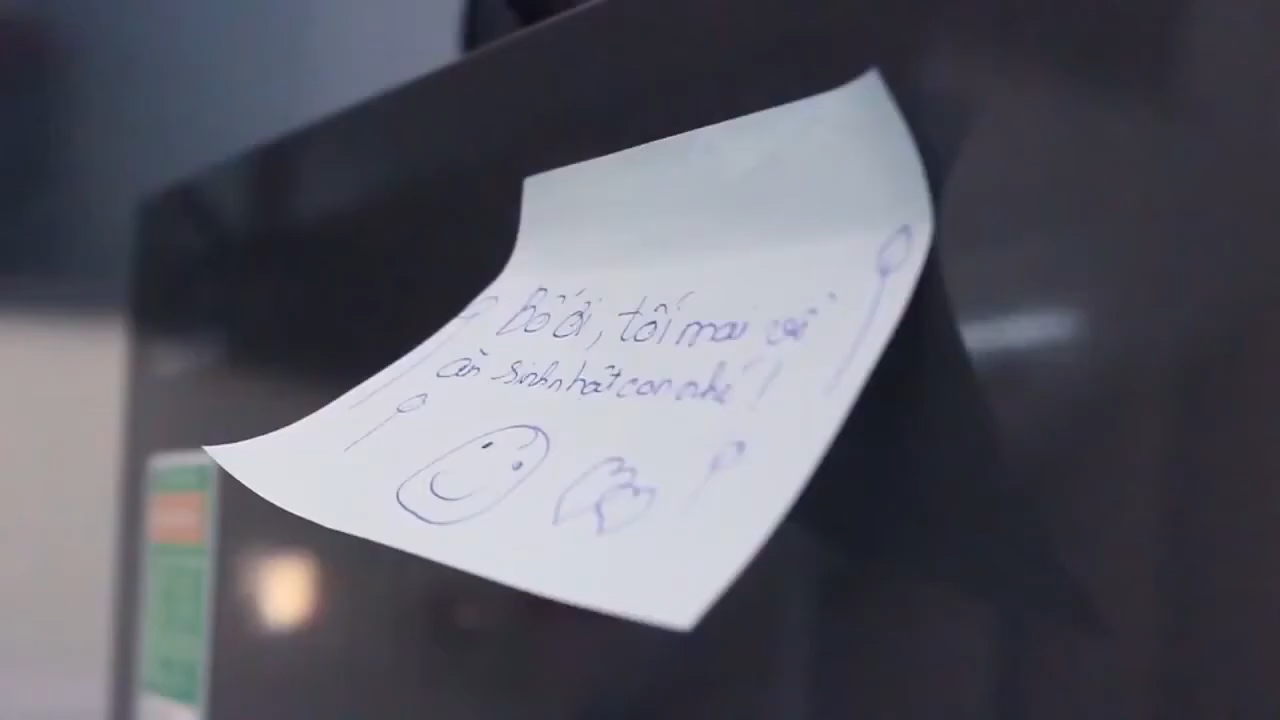 Bố ơi, tối mai về
ăn sinh nhật con nhé!